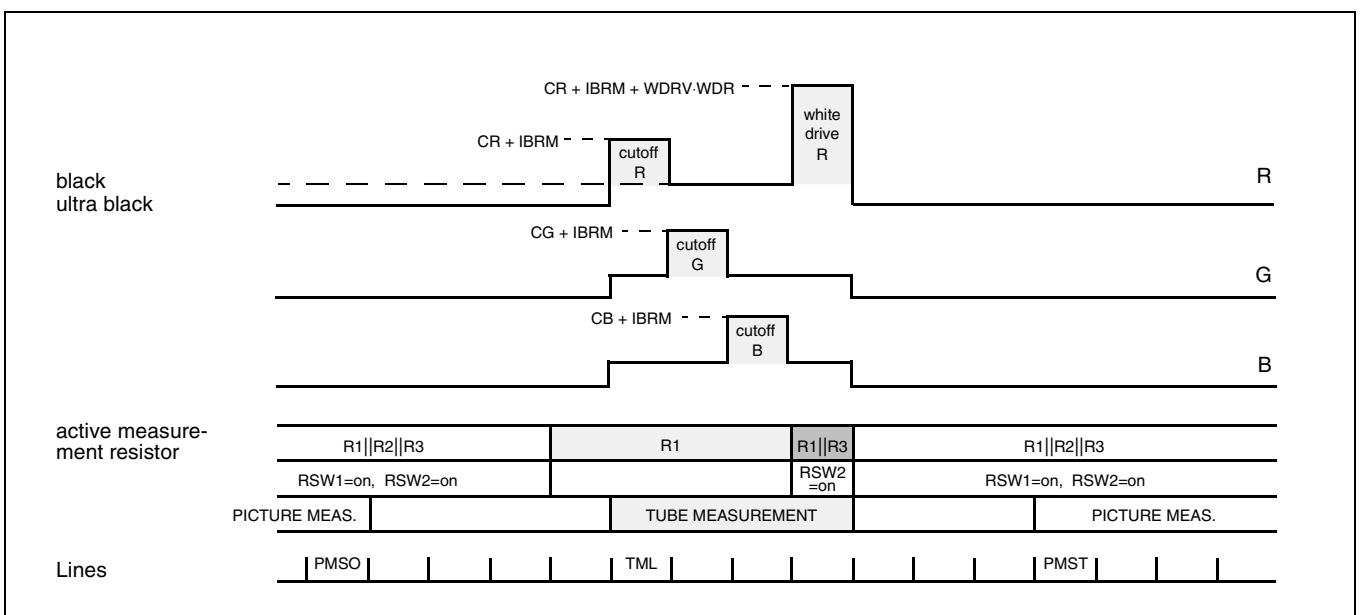 CR + IBRM + WDRV·WDR
white
drive
R
CR + IBRM
cutoff
R
black
ultra black
R
CG + IBRM
cutoff
G
G
CB + IBRM
cutoff
B
B
active measure-
ment resistor
R1||R2||R3
R1
R1||R3
R1||R2||R3
RSW1=on, RSW2=on
RSW2
=on
RSW1=on, RSW2=on
PICTURE MEAS.
TUBE MEASUREMENT
PICTURE MEAS.
Lines
PMSO
TML
PMST